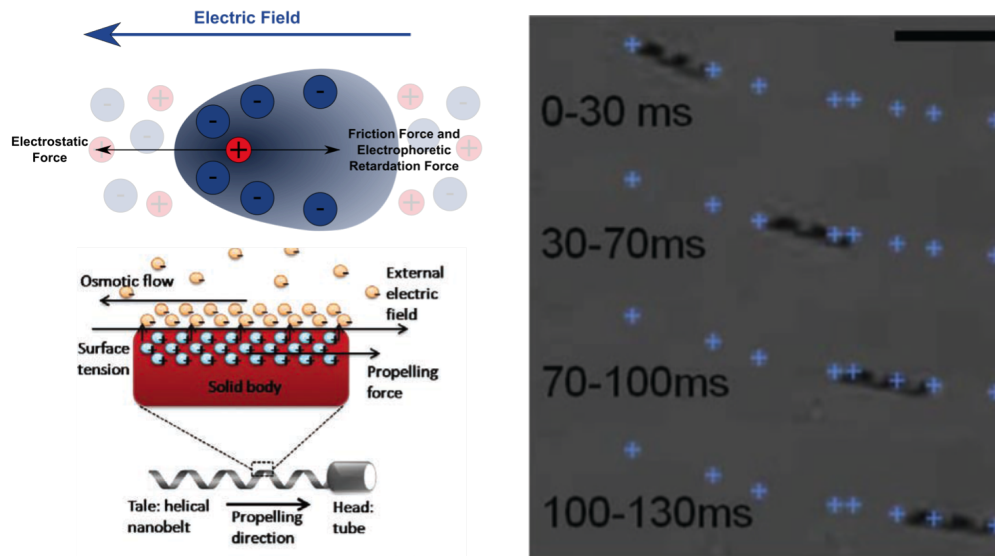 Electric Field
Electrostatic
Force
Friction Force and
Electrophoretic
Retardation Force
Osmotic flow
External
electric
field
Surface
tension
Solid body
Propelling
force
Tale: helical
nanobelt
Propelling
direction
Head:
tube
0-30 ms
30-70ms
70-100ms
100-130ms